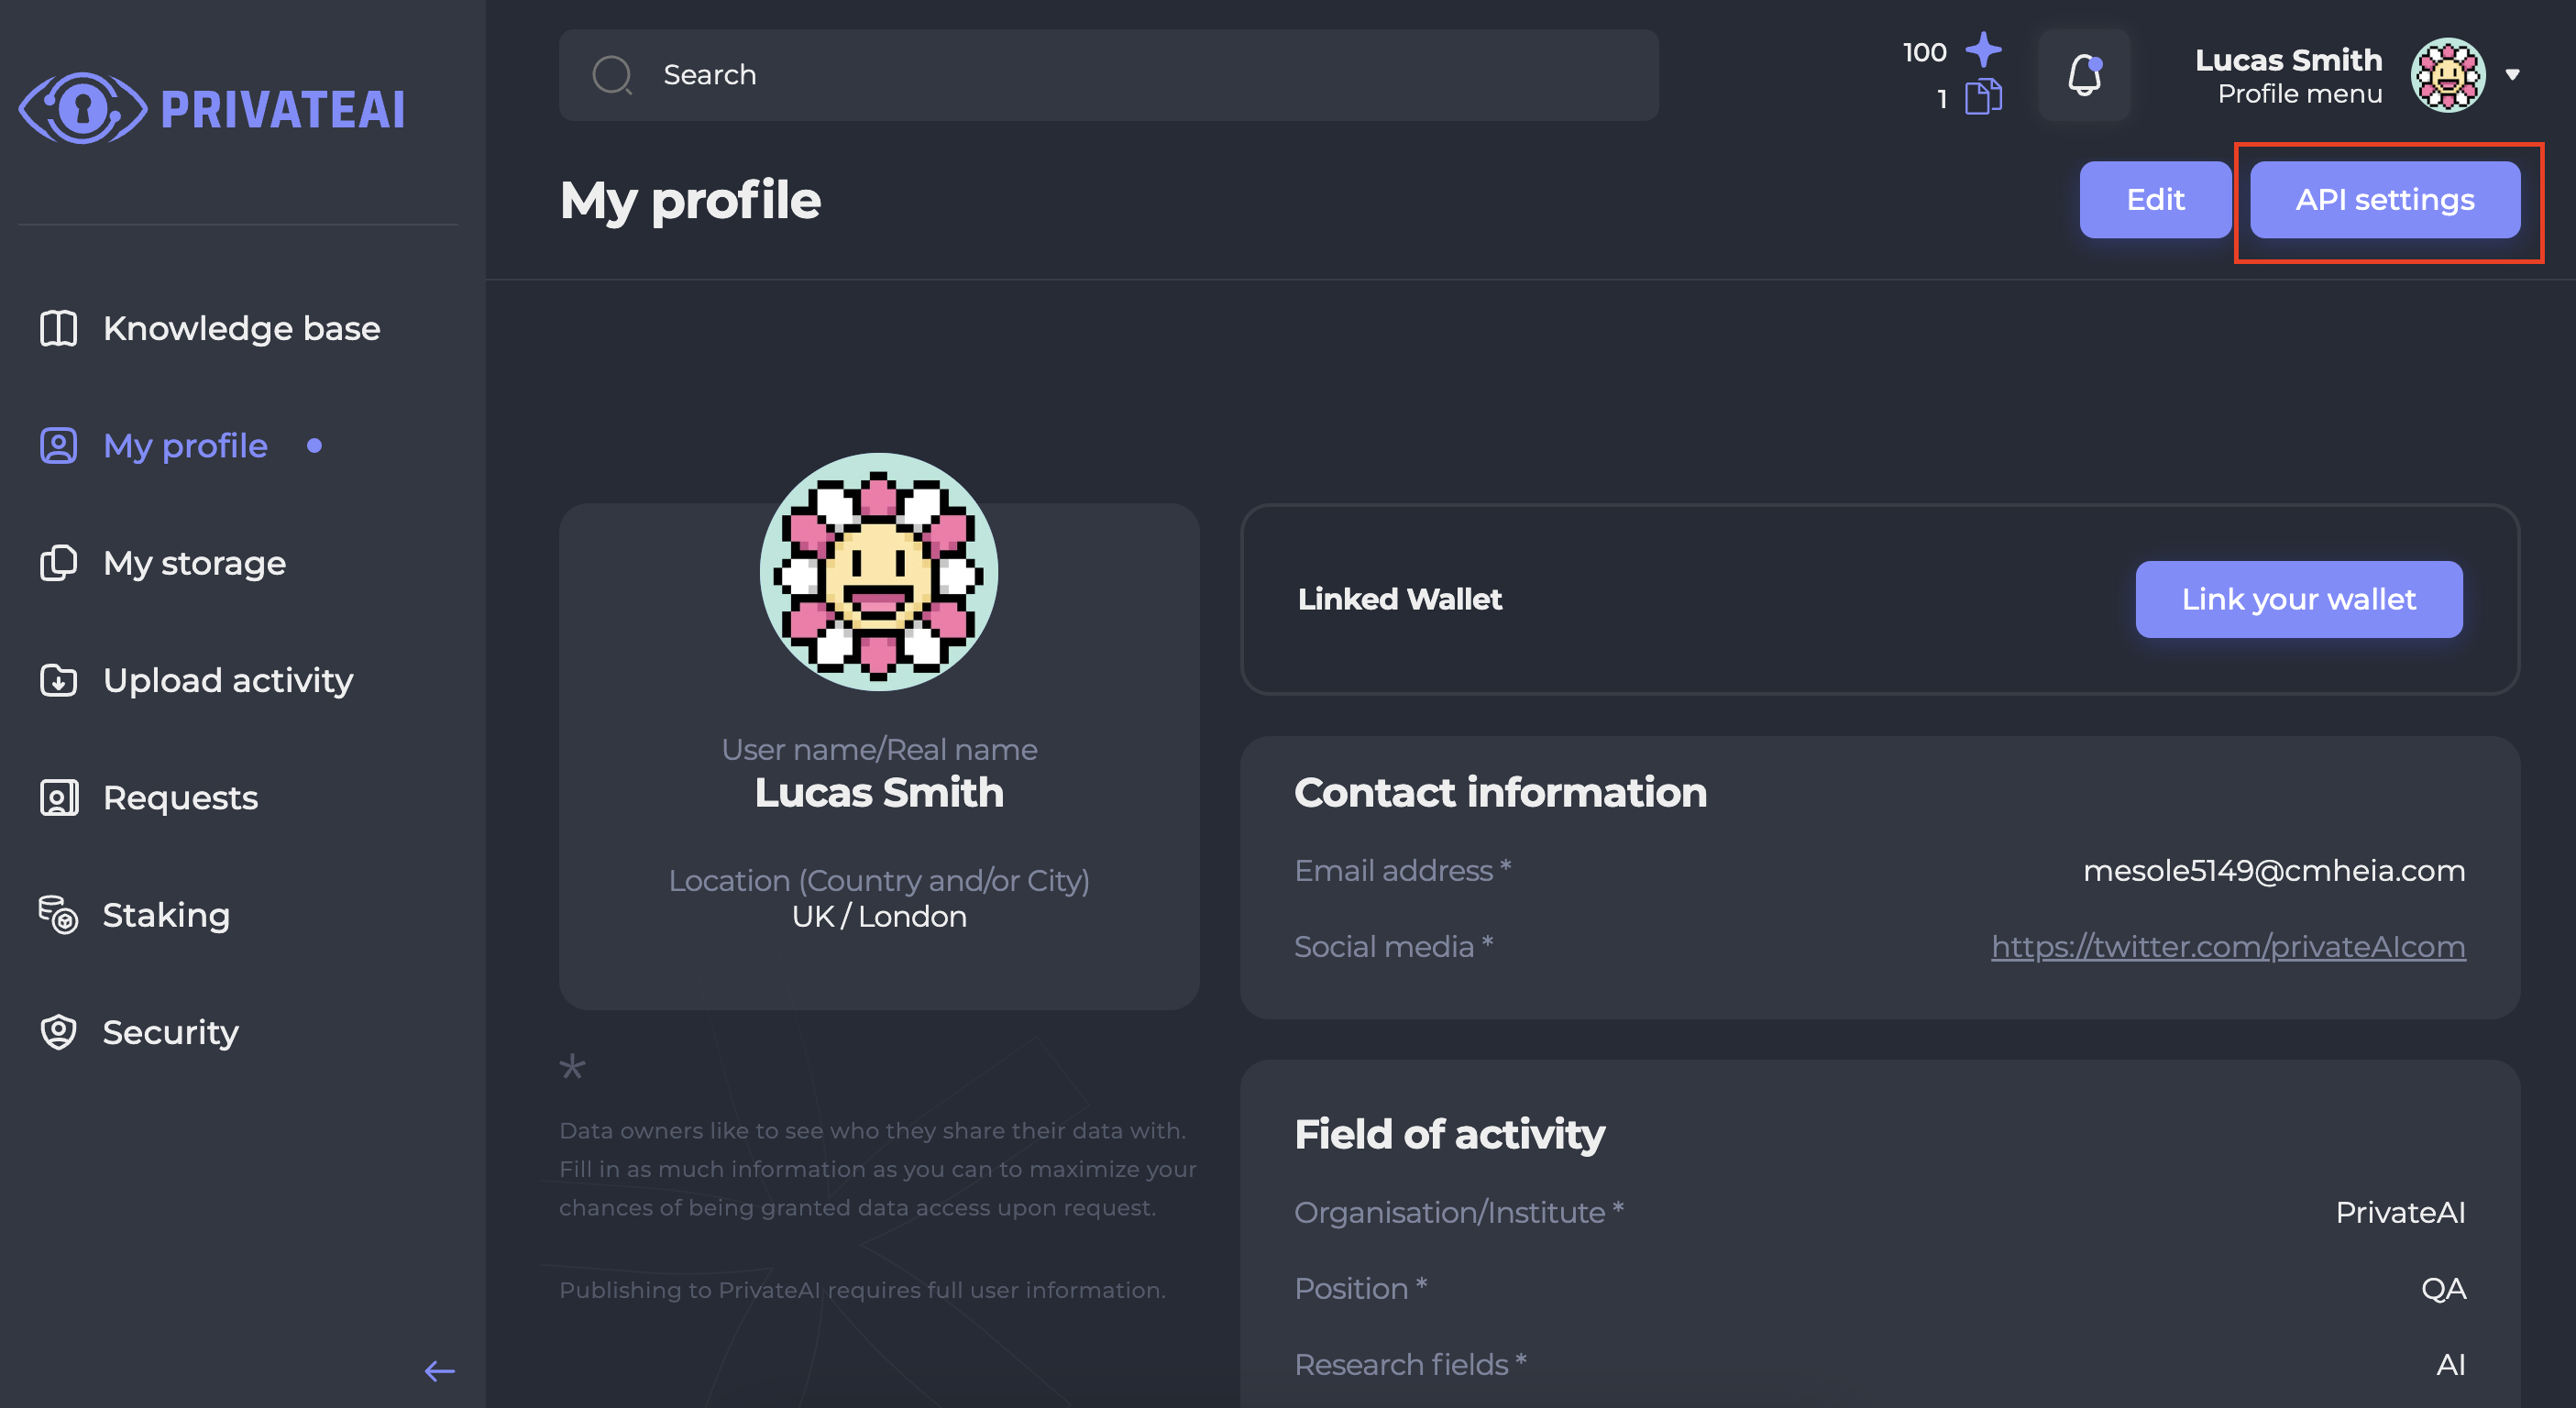 PRIVATEAI
Knowledge base
My profile
My storage
Upload activity
Requests
Staking
Security
Search
100
1
Lucas Smith
Profile menu
My profile
Edit
API settings
User name/Real name
Lucas Smith
Location (Country and/or City)
UK / London
*
Data owners like to see who they share their data with.
Fill in as much information as you can to maximize your
chances of being granted data access upon request.
Publishing to PrivateAI requires full user information.
Linked Wallet
Link your wallet
Contact information
Email address *
mesole5149@cmheia.com
Social media *
https://twitter.com/privateAIcom
Field of activity
Organisation/Institute *
PrivateAI
Position *
QA
Research fields *
AI